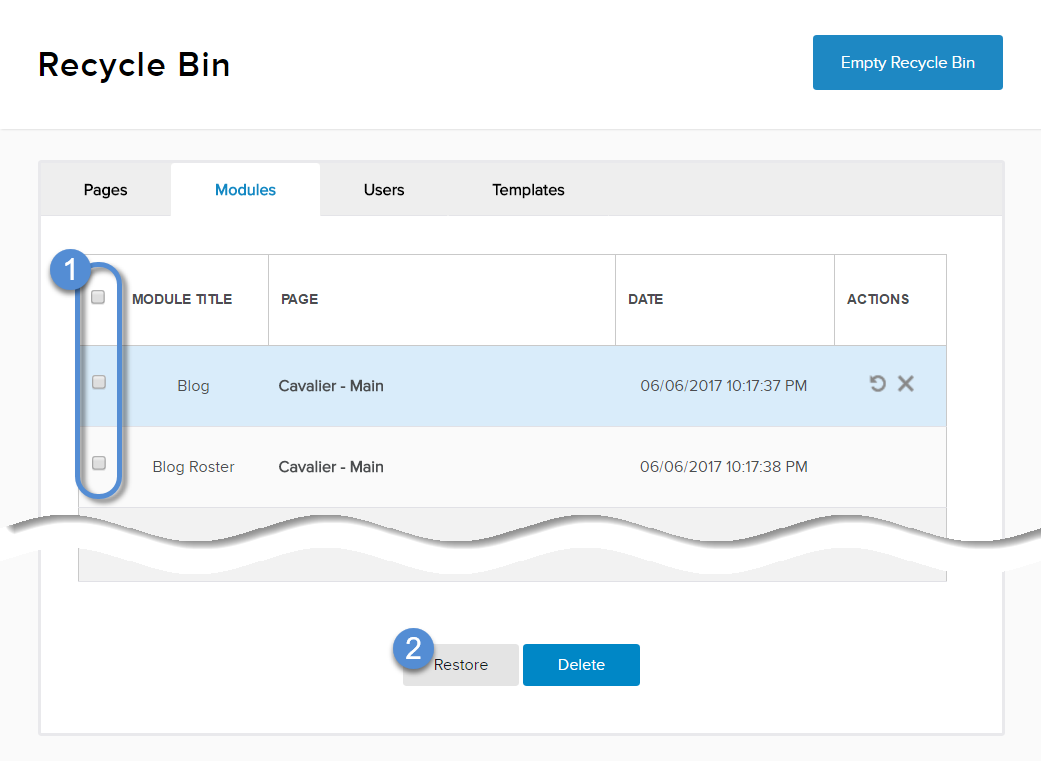 Recycle Bin
Empty Recycle Bin
Pages Modules Users Templates
1
MODULE TITLE PAGE DATE ACTIONS
Blog Cavalier - Main 06/06/2017 10:17:37 PM
Blog Roster Cavalier - Main 06/06/2017 10:17:38 PM
2
Restore Delete